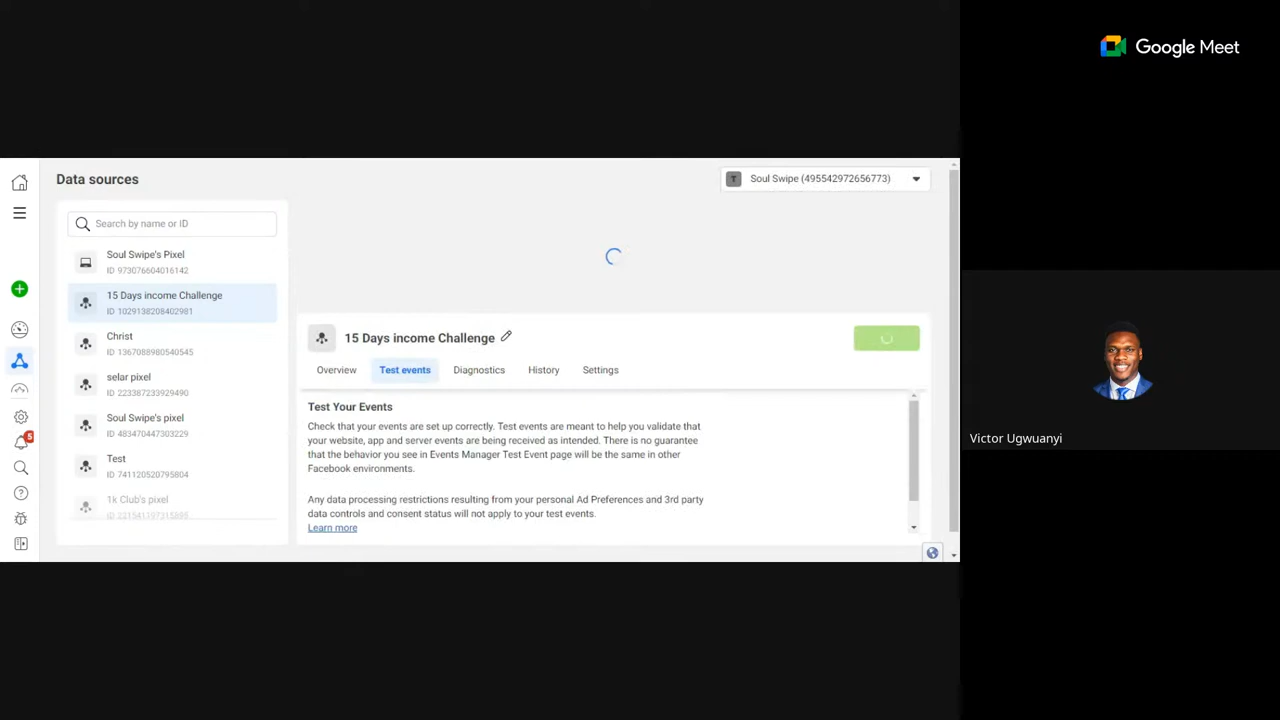 Google Meet
Data sources
T
Soul Swipe (495542972656773)
Search by name or ID
Soul Swipe's Pixel
ID 973076604016142
15 Days income Challenge
ID 1029138208402981
Christ
ID 1367088980540545
selar pixel
ID 223387233929490
Soul Swipe's pixel
ID 483470447303229
Test
ID 741120520795804
1k Club's pixel
15 Days income Challenge
Overview
Test events
Diagnostics
History
Settings
Test Your Events
Check that your events are set up correctly. Test events are meant to help you validate that
your website, app and server events are being received as intended. There is no guarantee
that the behavior you see in Events Manager Test Event page will be the same in other
Facebook environments.
Any data processing restrictions resulting from your personal Ad Preferences and 3rd party
data controls and consent status will not apply to your test events.
Learn more
5
Victor Ugwuanyi